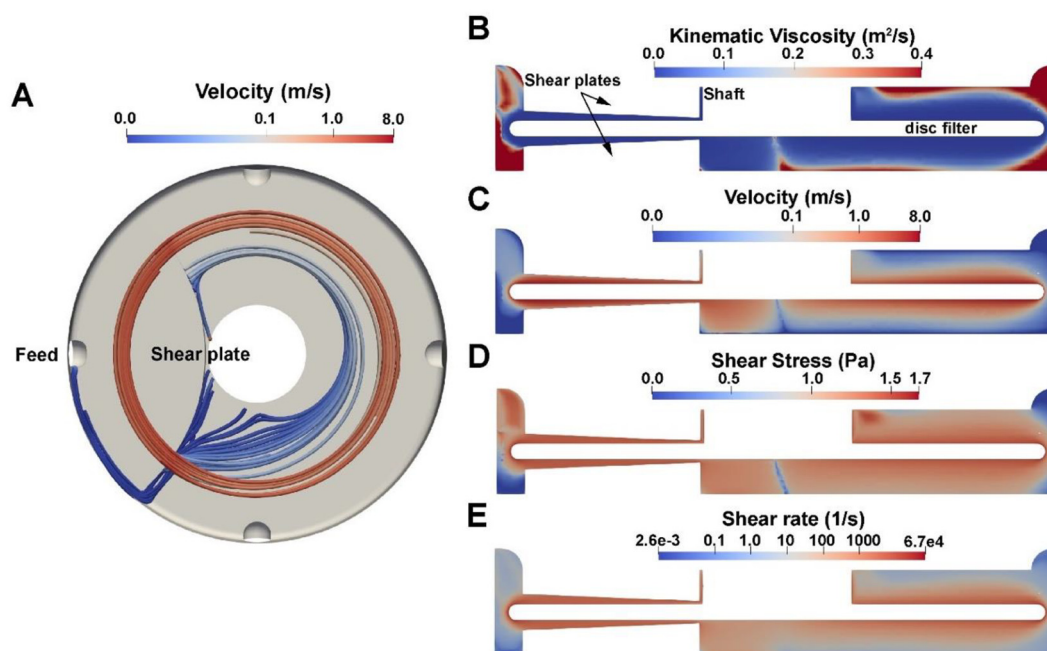 A
Velocity (m/s)
0.0 0.1 1.0 8.0
Feed
Shear plate
B
Kinematic Viscosity (m²/s)
0.0 0.1 0.2 0.3 0.4
Shear plates
Shaft
disc filter
C
Velocity (m/s)
0.0 0.1 1.0 8.0
D
Shear Stress (Pa)
0.0 0.5 1.0 1.5 1.7
E
Shear rate (1/s)
2.6e-3 0.1 1.0 10 100 1000 6.7e4